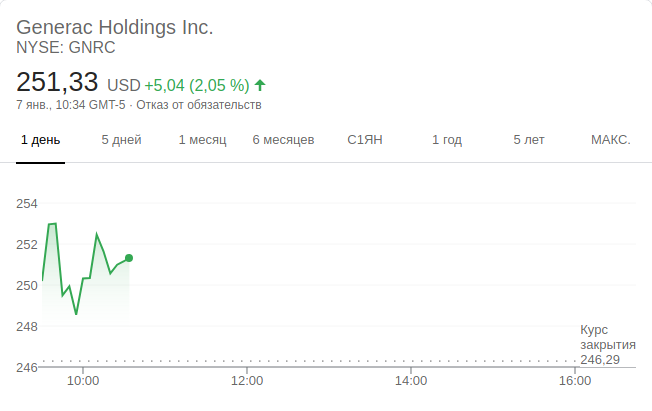 Generac Holdings Inc.
NYSE: GNRC
251,33 USD +5,04 (2,05 %)
7 янв., 10:34 GMT-5 · Отказ от обязательств
1 день 5 дней 1 месяц 6 месяцев С1ЯН 1 год 5 лет МАКС.
254
252
250
248
246
Курс
закрытия
246,29
10:00 12:00 14:00 16:00